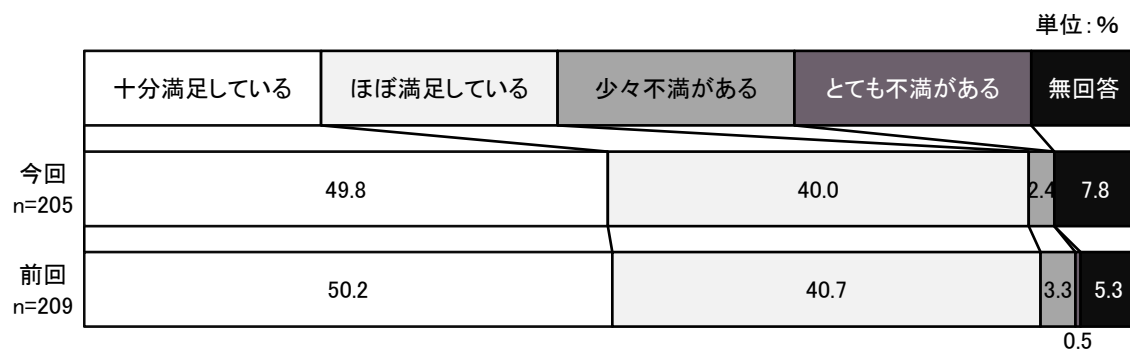 単位：%
十分満足している ほぼ満足している 少々不満がある とても不満がある 無回答
今回
n=205
49.8 40.0 2.4 7.8
前回
n=209
50.2 40.7 3.3 5.3
0.5